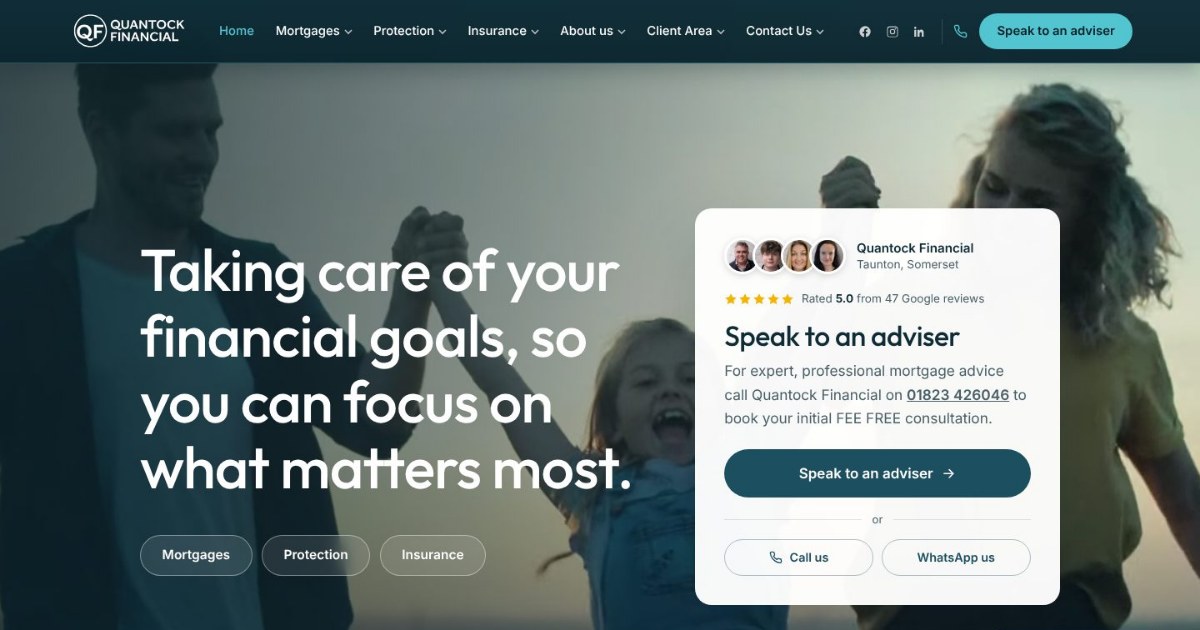 QF QUANTOCK
FINANCIAL
Home Mortgages Protection Insurance About us Client Area Contact Us Speak to an adviser
Taking care of your
financial goals, so
you can focus on
what matters most.
Mortgages Protection Insurance
Quantock Financial
Taunton, Somerset
Rated 5.0 from 47 Google reviews
Speak to an adviser
For expert, professional mortgage advice
call Quantock Financial on 01823 426046 to
book your initial FEE FREE consultation.
Speak to an adviser →
or
Call us WhatsApp us